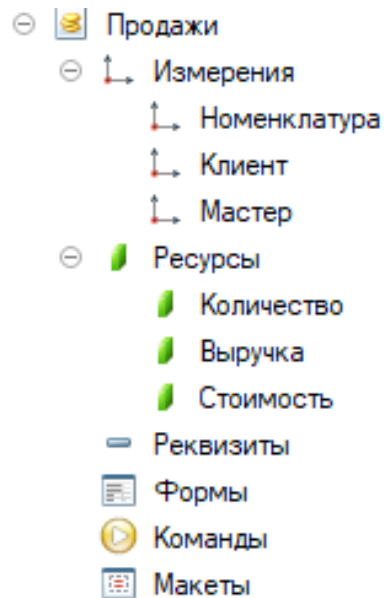 Продажи
Измерения
Номенклатура
Клиент
Мастер
Ресурсы
Количество
Выручка
Стоимость
Реквизиты
Формы
Команды
Макеты